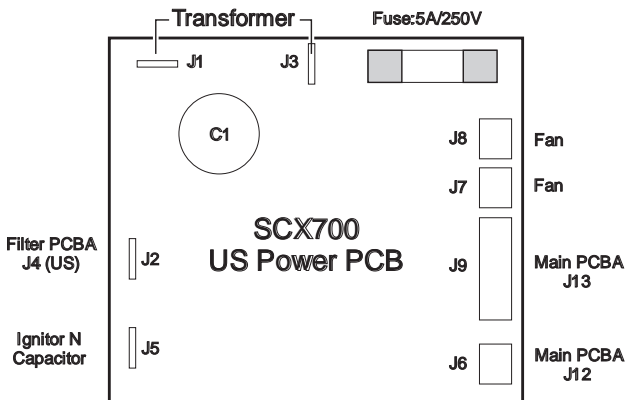 Transformer
Fuse:5A/250V
J1
J3
C1
J8
Fan
J7
Fan
SCX700
US Power PCB
Filter PCBA
J4 (US)
J2
J9
Main PCBA
J13
Ignitor N
Capacitor
J5
J6
Main PCBA
J12